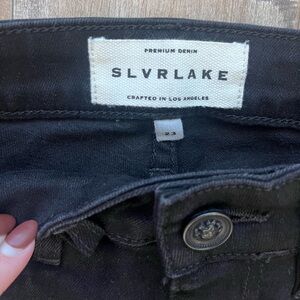 PREMIUM DENIM
SLVRLAKE
CRAFTED IN LOS ANGELES
23